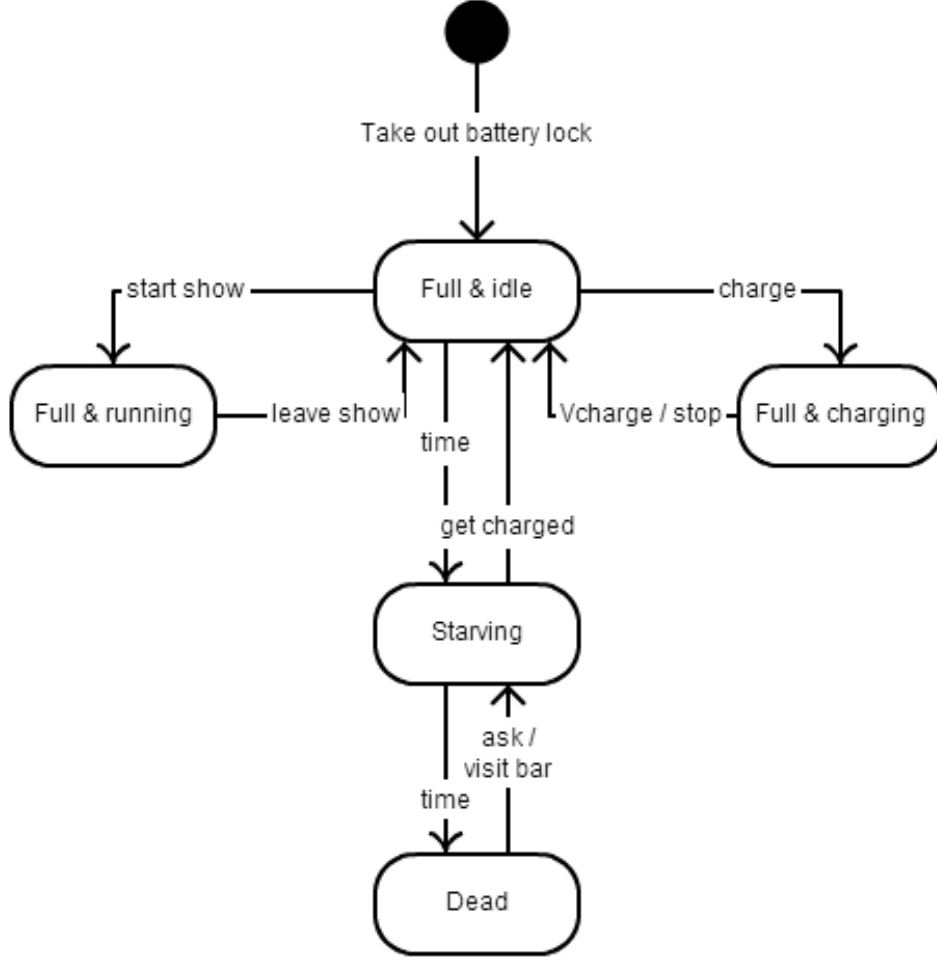 Take out battery lock
Full & idle
start show
charge
Full & running
leave show
Vcharge / stop
Full & charging
time
get charged
Starving
ask /
visit bar
time
Dead